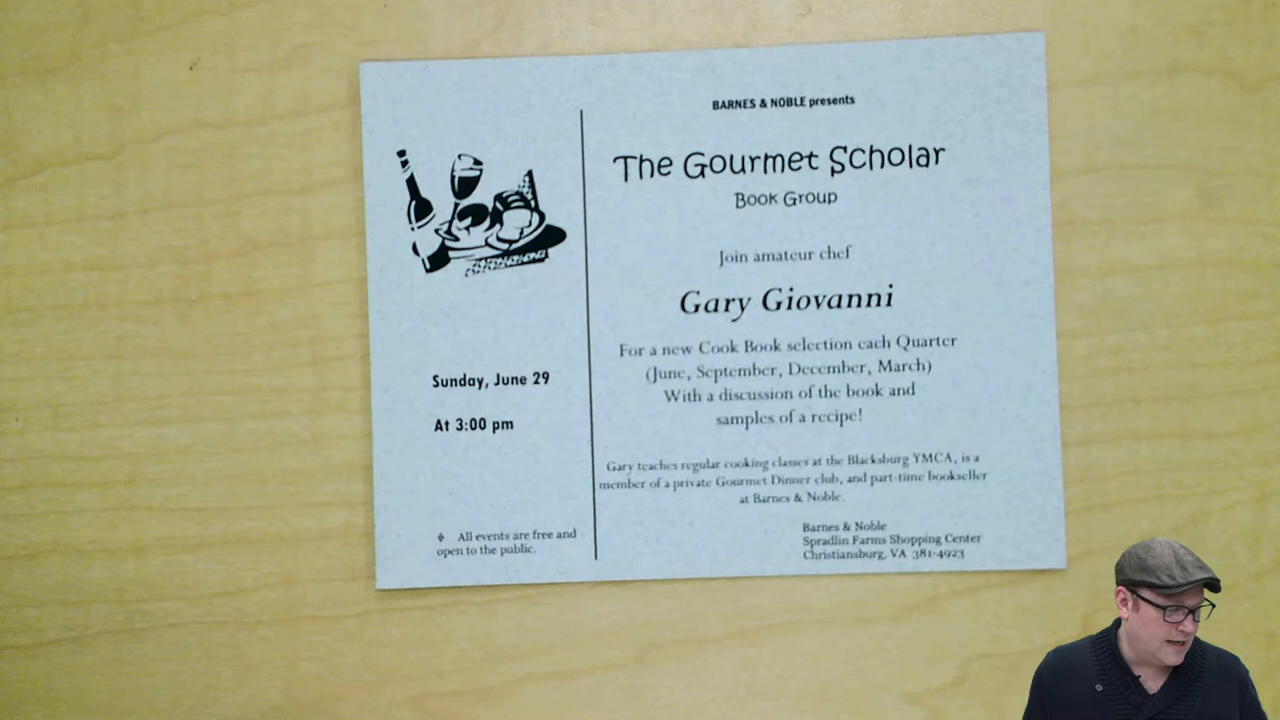 BARNES & NOBLE presents
The Gourmet Scholar
Book Group
Join amateur chef
Gary Giovanni
For a new Cook Book selection each Quarter
(June, September, December, March)
With a discussion of the book and
samples of a recipe!
Gary teaches regular cooking classes at the Blacksburg YMCA, is a
member of a private Gourmet Dinner club, and part-time bookseller
at Barnes & Noble.
Barnes & Noble
Spradlin Farms Shopping Center
Christiansburg, VA 381-4923
Sunday, June 29
At 3:00 pm
All events are free and
open to the public.